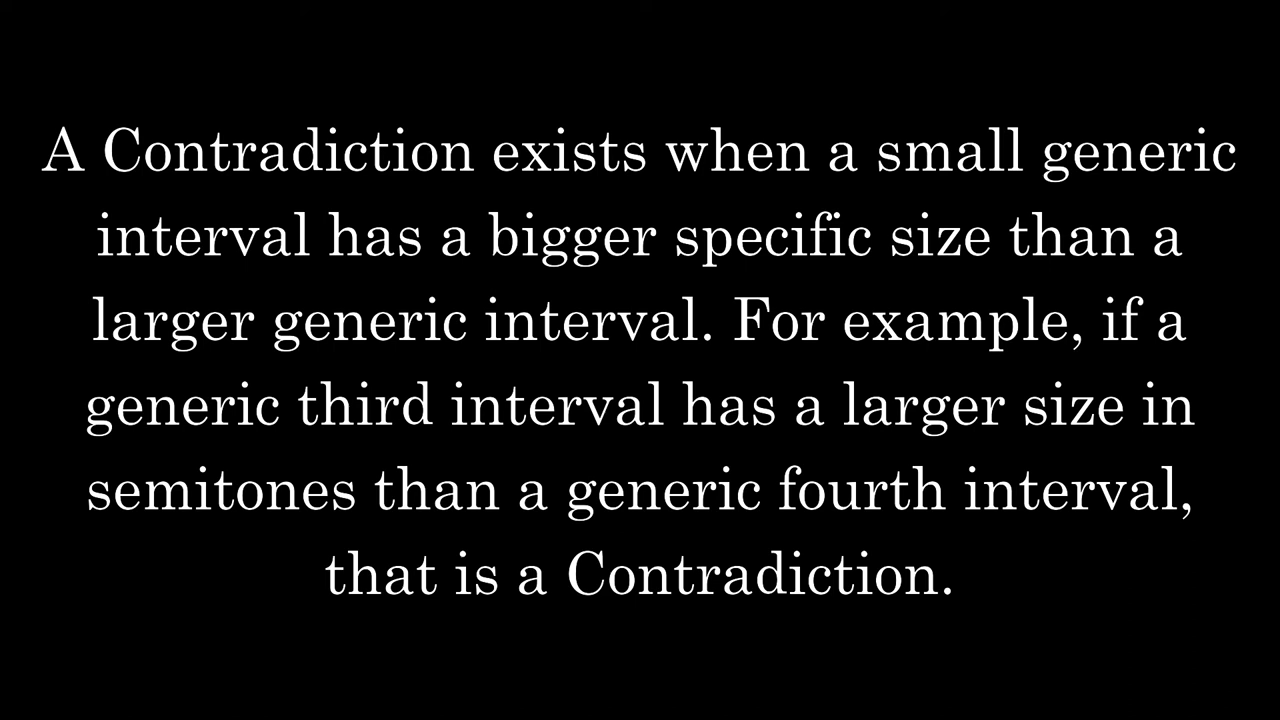 A Contradiction exists when a small generic
interval has a bigger specific size than a
larger generic interval. For example, if a
generic third interval has a larger size in
semitones than a generic fourth interval,
that is a Contradiction.